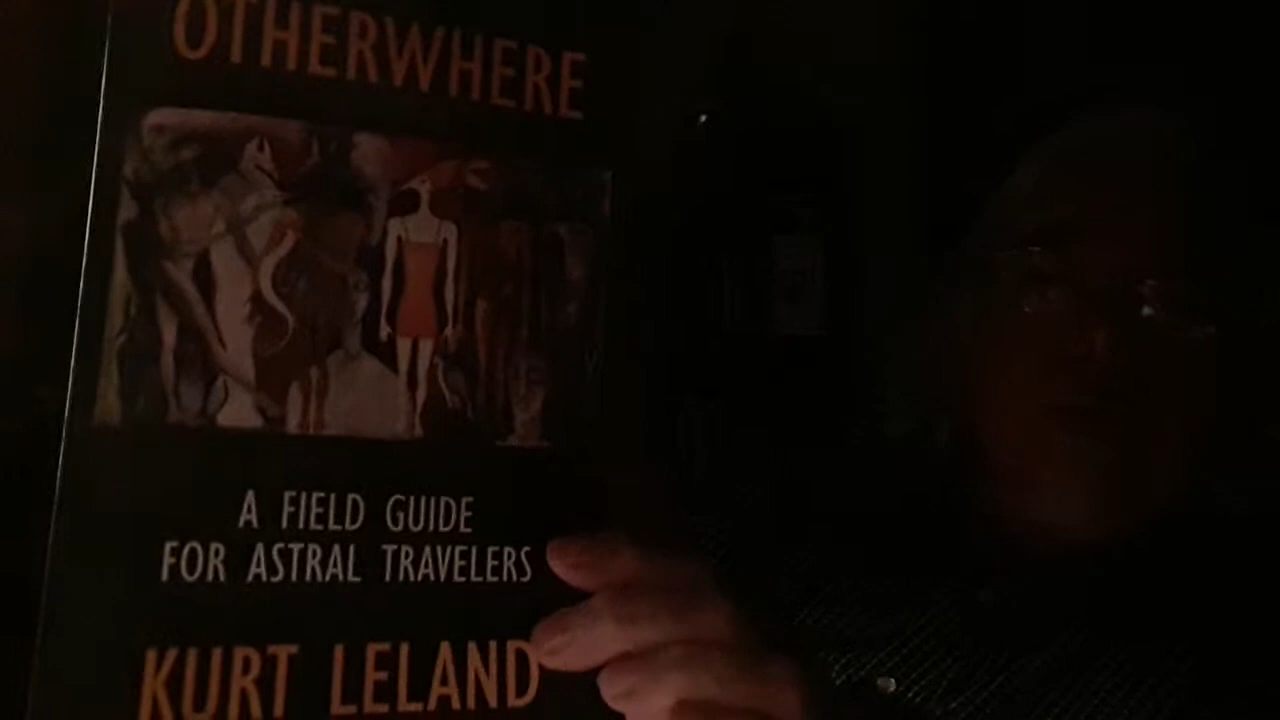 OTHERWHERE
A FIELD GUIDE
FOR ASTRAL TRAVELERS
KURT LELAND